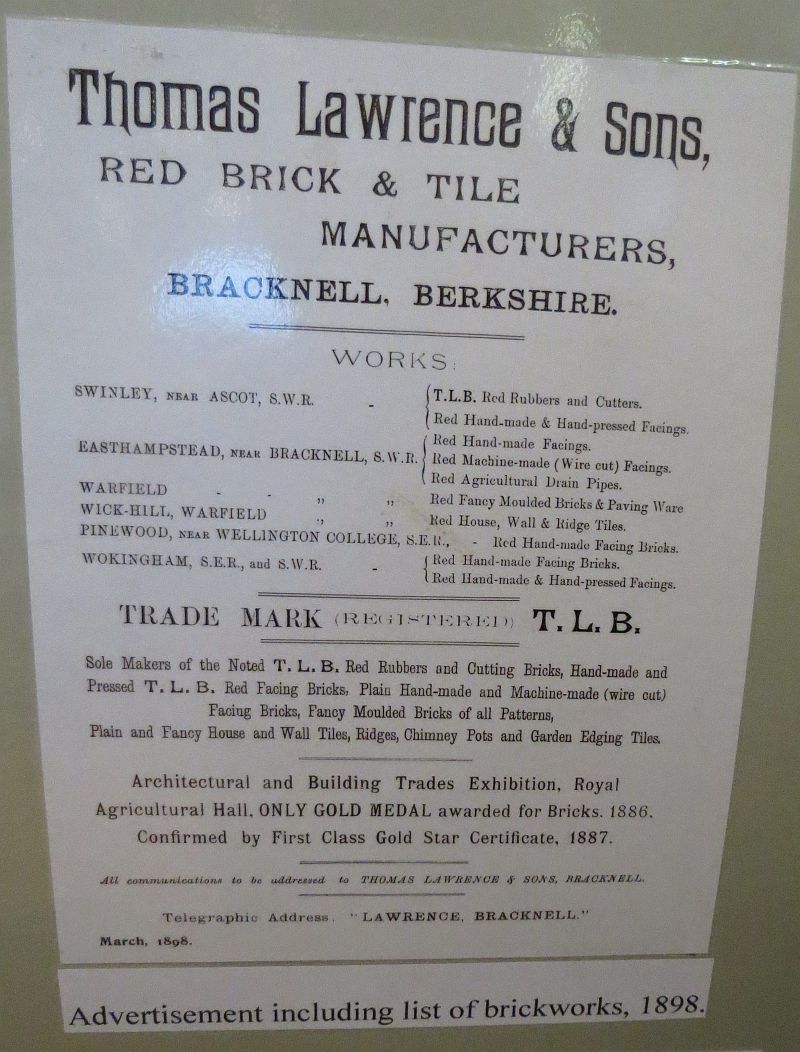 Thomas Lawrence & Sons,
RED BRICK & TILE
MANUFACTURERS,
BRACKNELL, BERKSHIRE.
WORKS:
SWINLEY, NEAR ASCOT, S.W.R. - T.L.B. Red Rubbers and Cutters.
Red Hand-made & Hand-pressed Facings.
EASTHAMPSTEAD, NEAR BRACKNELL, S.W.R. Red Hand-made Facings.
Red Machine-made (Wire cut) Facings.
Red Agricultural Drain Pipes.
WARFIELD - - „ „ Red Fancy Moulded Bricks & Paving Ware
WICK-HILL, WARFIELD „ „ Red House, Wall & Ridge Tiles.
PINEWOOD, NEAR WELLINGTON COLLEGE, S.E.R., - Red Hand-made Facing Bricks.
WOKINGHAM, S.E.R., and S.W.R. - Red Hand-made Facing Bricks.
Red Hand-made & Hand-pressed Facings.
TRADE MARK (REGISTERED) T. L. B.
Sole Makers of the Noted T. L. B. Red Rubbers and Cutting Bricks, Hand-made and
Pressed T. L. B. Red Facing Bricks, Plain Hand-made and Machine-made (wire cut)
Facing Bricks, Fancy Moulded Bricks of all Patterns,
Plain and Fancy House and Wall Tiles, Ridges, Chimney Pots and Garden Edging Tiles.
Architectural and Building Trades Exhibition, Royal
Agricultural Hall, ONLY GOLD MEDAL awarded for Bricks. 1886.
Confirmed by First Class Gold Star Certificate, 1887.
All communications to be addressed to THOMAS LAWRENCE & SONS, BRACKNELL.
Telegraphic Address, "LAWRENCE, BRACKNELL."
March, 1898.
Advertisement including list of brickworks, 1898.